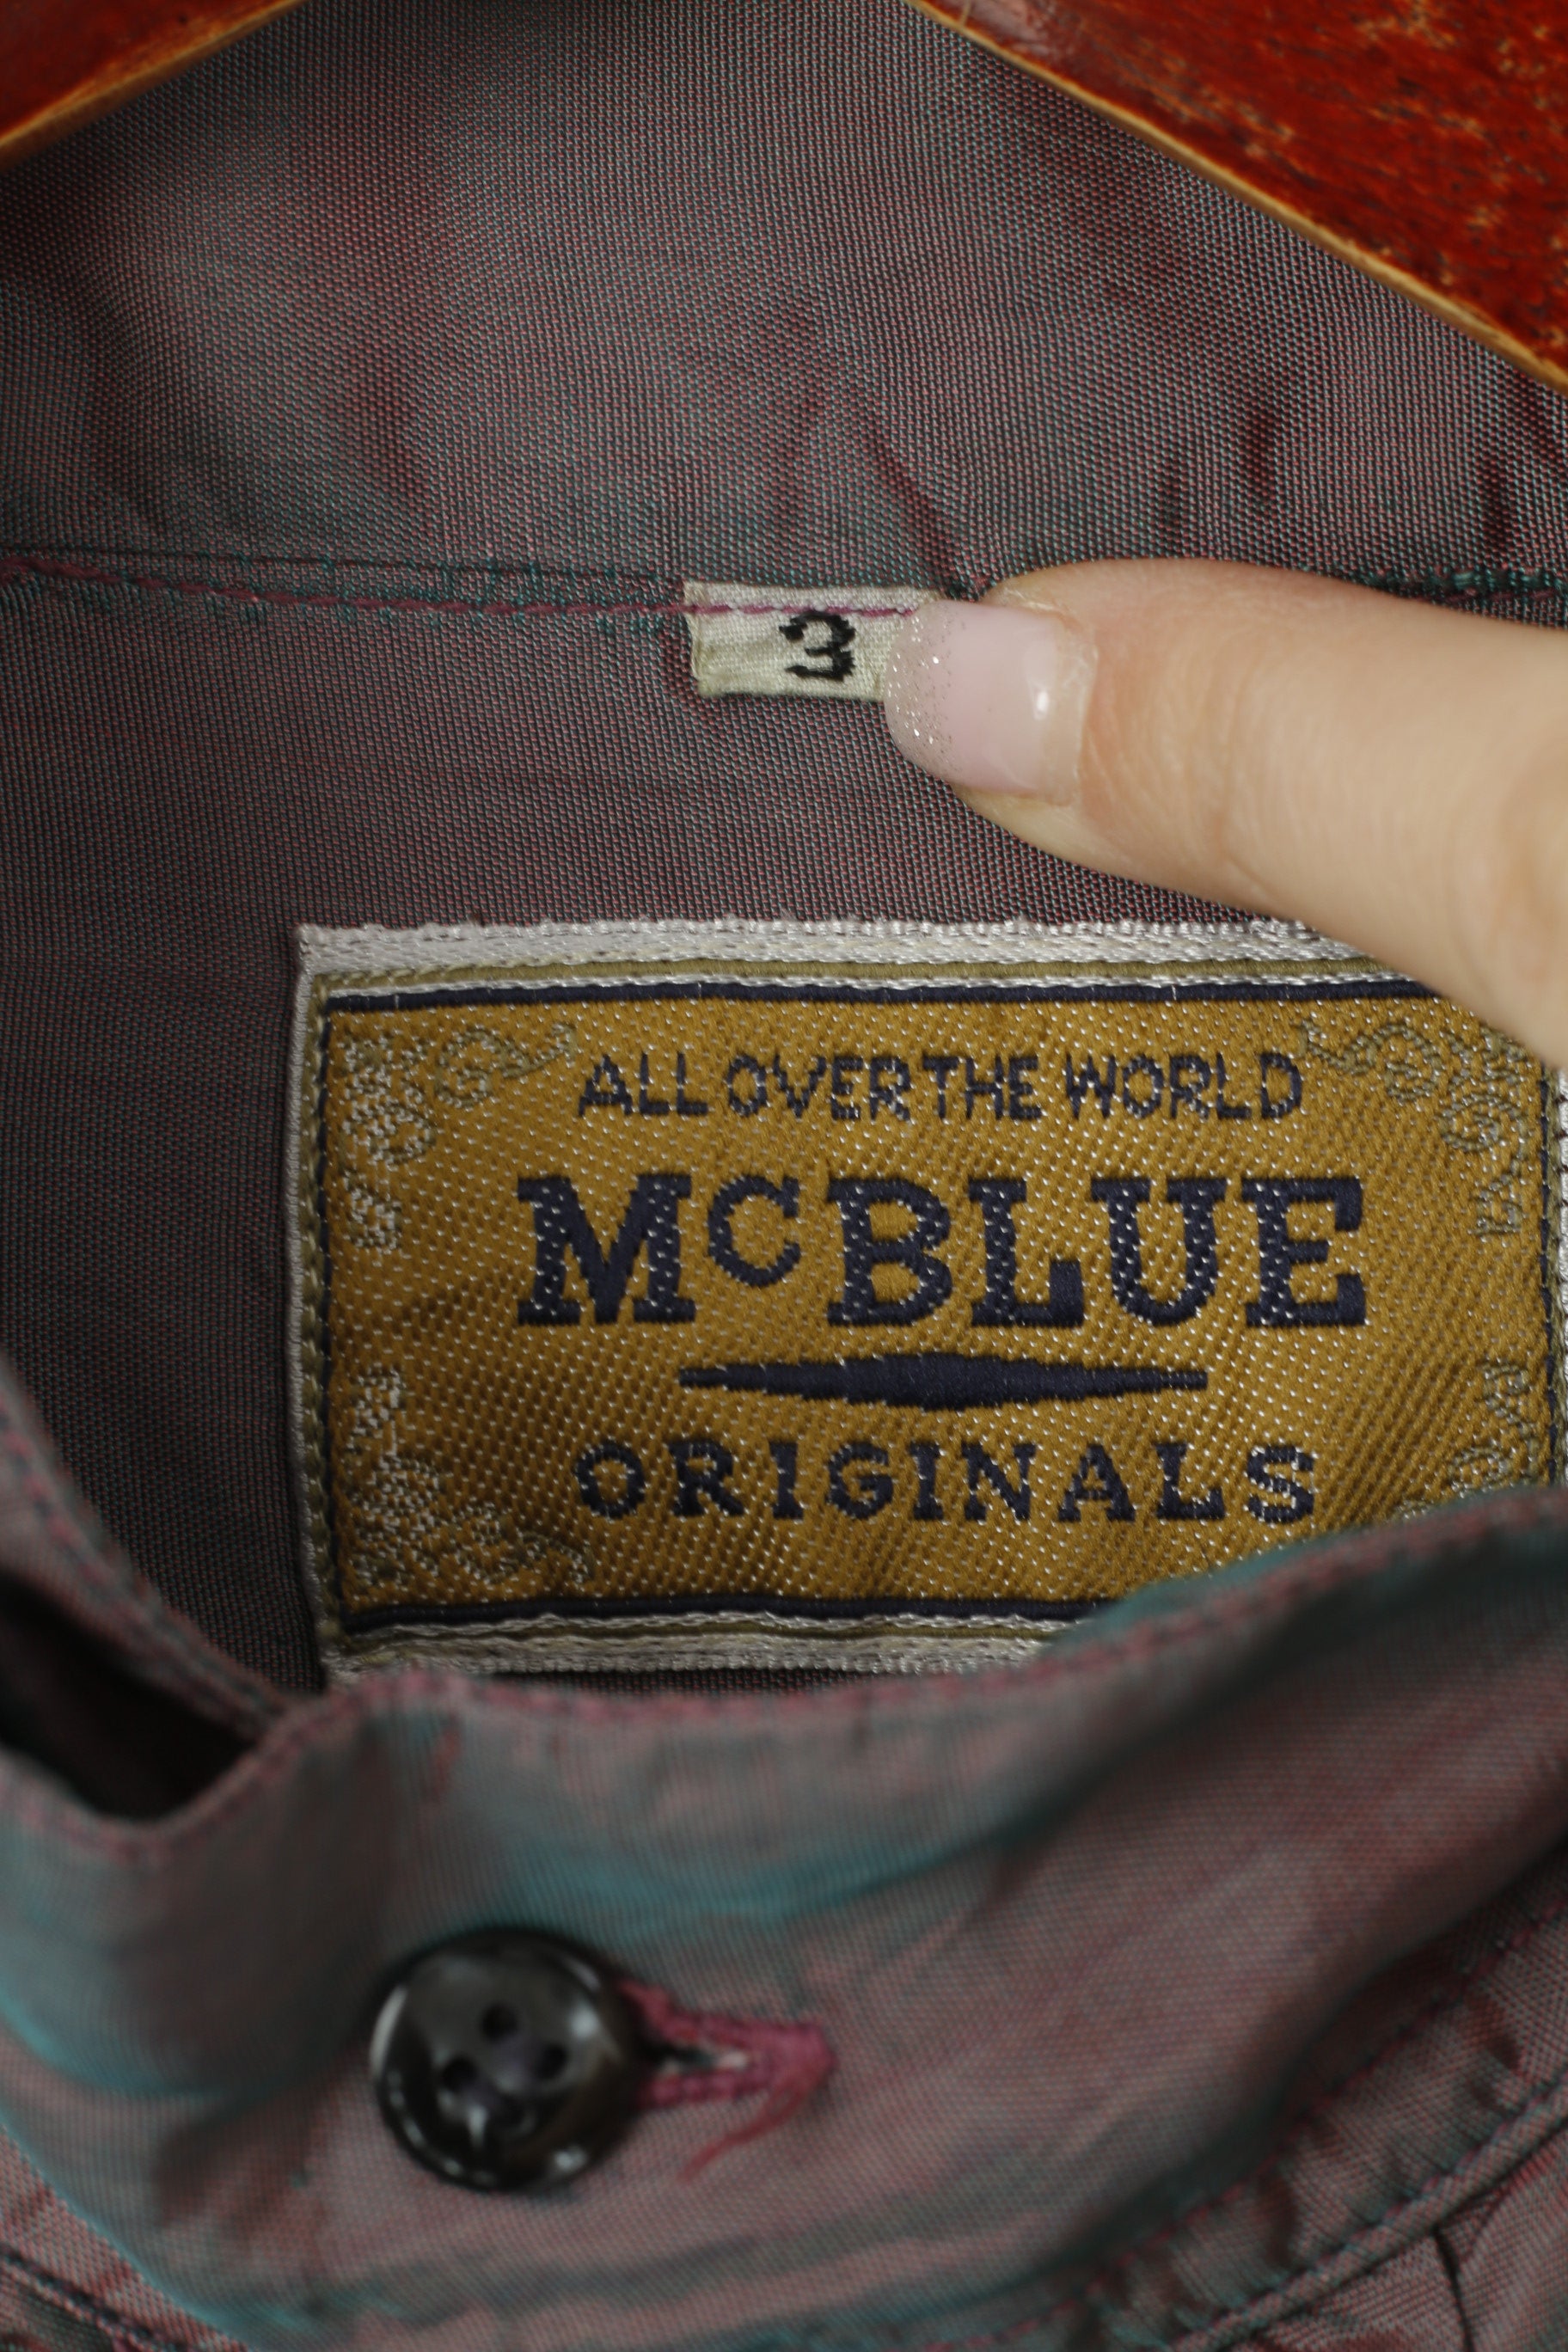 3
ALL OVER THE WORLD
McBLUE
ORIGINALS